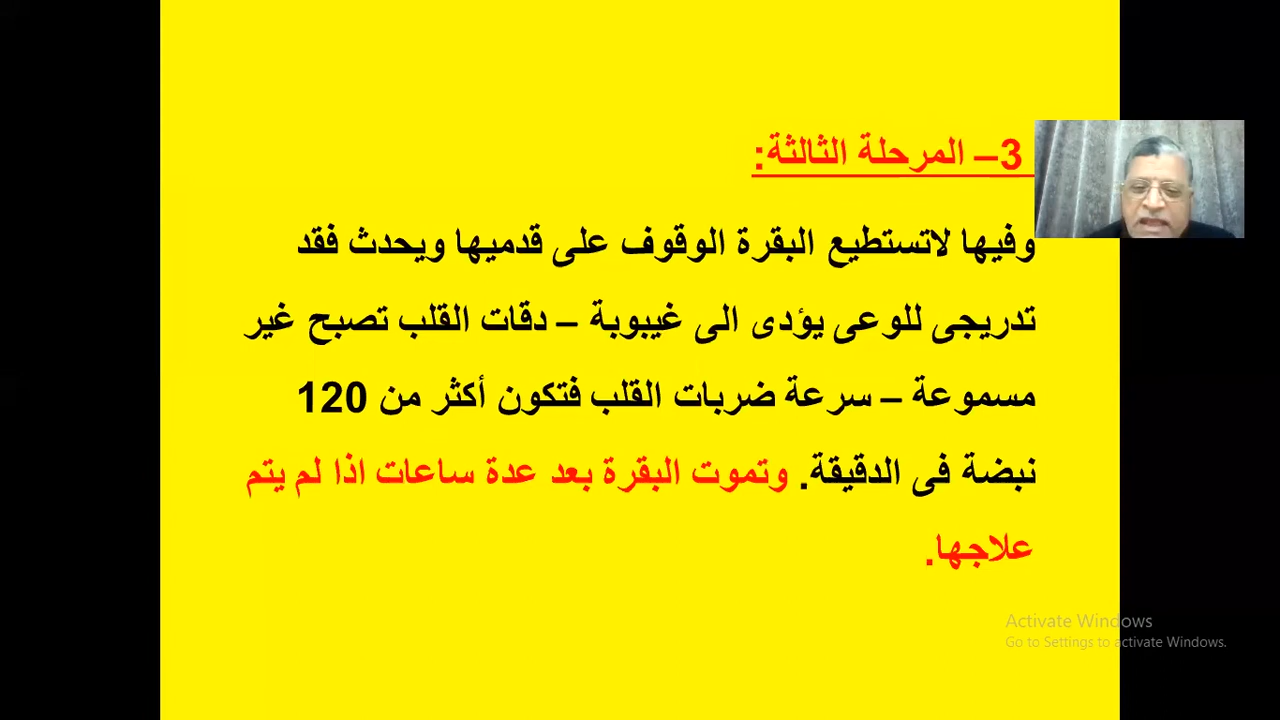 3– المرحلة الثالثة:
وفيها لاتستطيع البقرة الوقوف على قدميها ويحدث فقد
تدريجى للوعى يؤدى الى غيبوبة – دقات القلب تصبح غير
مسموعة – سرعة ضربات القلب فتكون أكثر من 120
نبضة فى الدقيقة. وتموت البقرة بعد عدة ساعات اذا لم يتم
علاجها.
Activate Windows
Go to Settings to activate Windows.